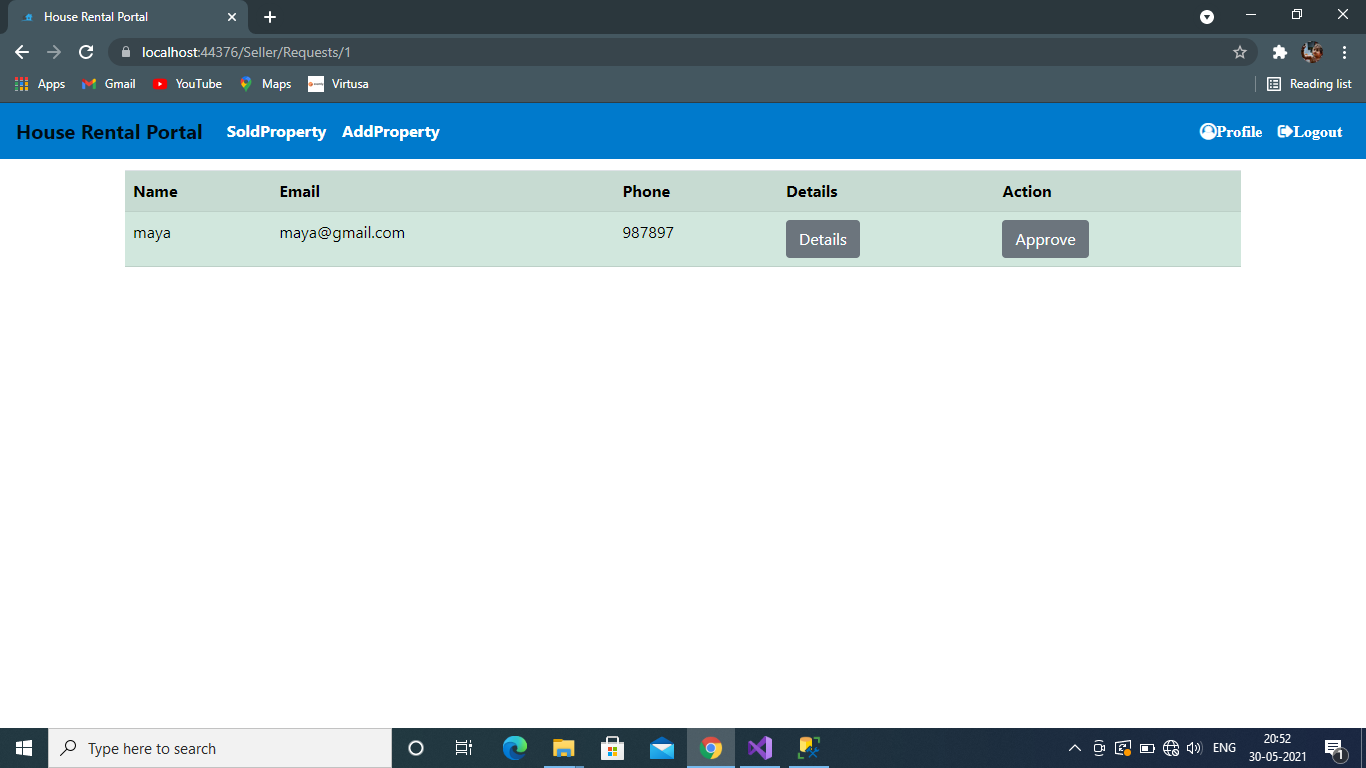 House Rental Portal
localhost:44376/Seller/Requests/1
Apps Gmail YouTube Maps Virtusa Reading list
House Rental Portal SoldProperty AddProperty Profile Logout
Name Email Phone Details Action
maya maya@gmail.com 987897 Details Approve
Type here to search ENG 20:52
30-05-2021 1